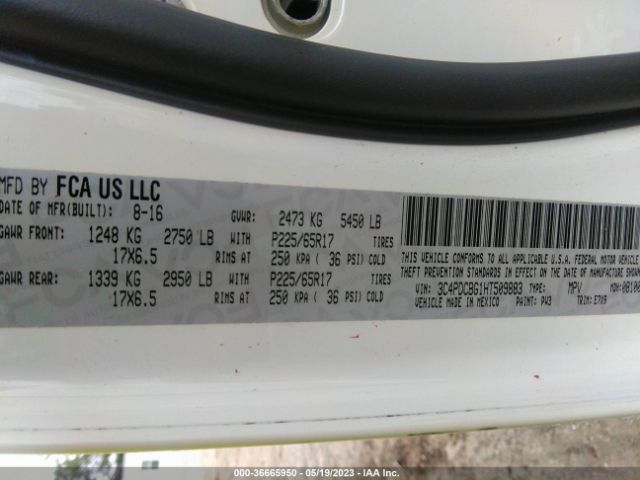 MFD BY FCA US LLC
DATE OF MFR(BUILT): 8-16 GVWR: 2473 KG 5450 LB
GAWR FRONT: 1248 KG 2750 LB WITH P225/65R17 TIRES
17X6.5 RIMS AT 250 KPA ( 36 PSI) COLD
GAWR REAR: 1339 KG 2950 LB WITH P225/65R17 TIRES
17X6.5 RIMS AT 250 KPA ( 36 PSI) COLD
THIS VEHICLE CONFORMS TO ALL APPLICABLE U.S.A. FEDERAL MOTOR VEHICLE
THEFT PREVENTION STANDARDS IN EFFECT ON THE DATE OF MANUFACTURE SHOWN
VIN: 3C4PDCBG1HT509883 TYPE: MPV MDH:
VEHICLE MADE IN MEXICO PAINT: PW3 TRIM:
000-36665950 - 05/19/2023 - IAA Inc.